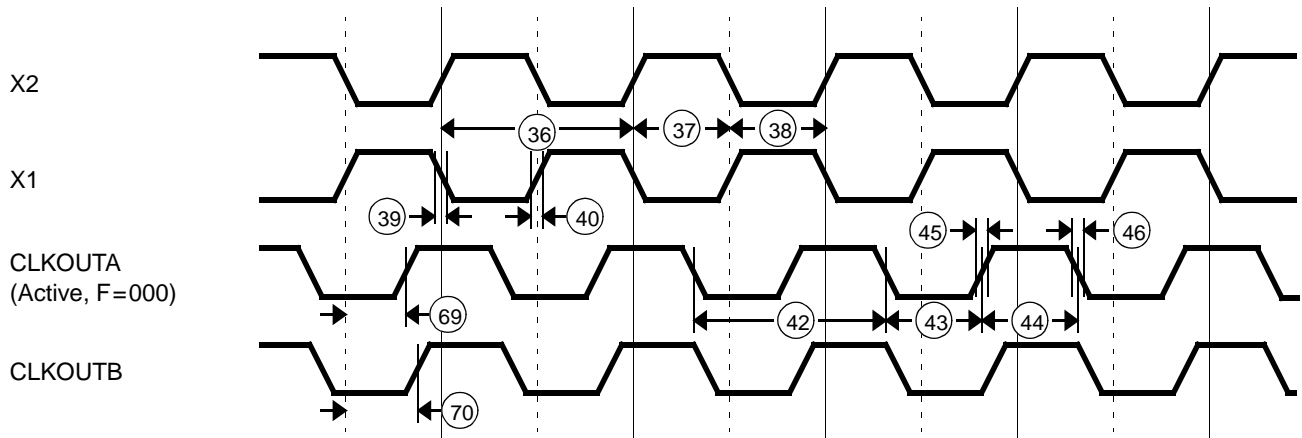 X2
36
37
38
X1
39
40
45
46
CLKOUTA
(Active, F=000)
69
42
43
44
CLKOUTB
70